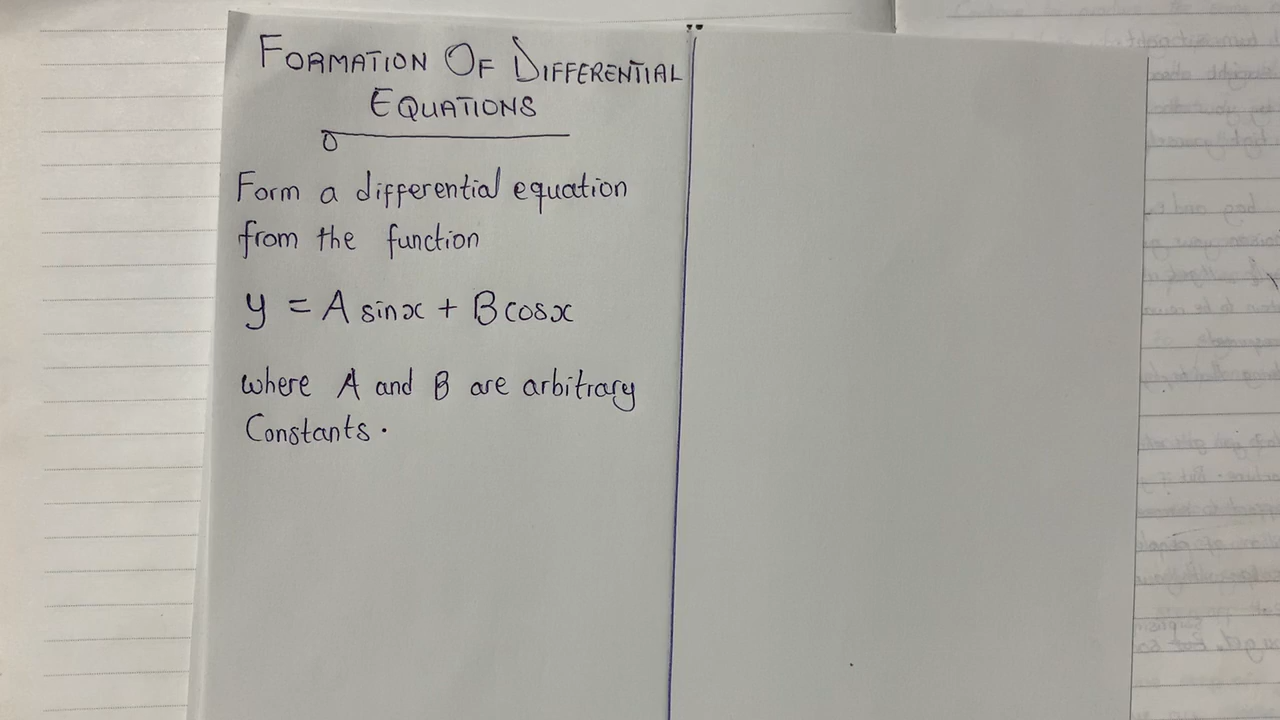 FORMATION OF DIFFERENTIAL
EQUATIONS
Form a differential equation
from the function
y = A sinx + B cosx
where A and B are arbitrary
Constants.